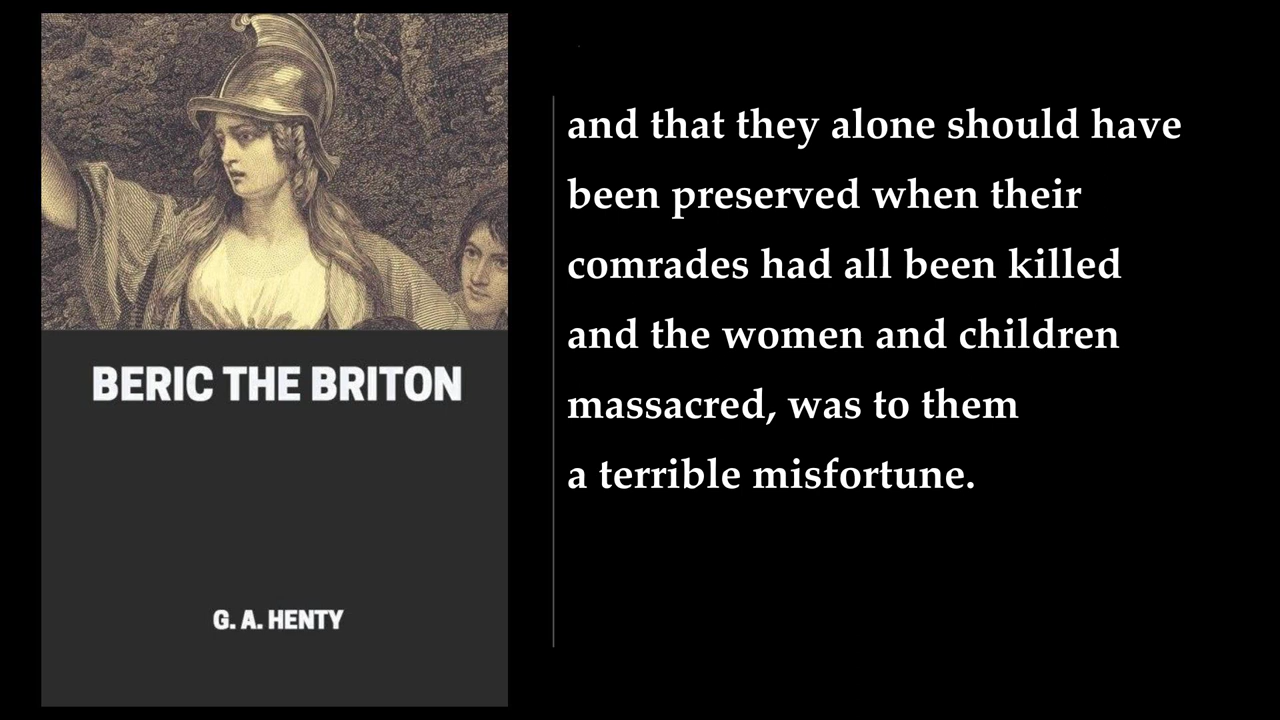 BERIC THE BRITON
G. A. HENTY
and that they alone should have
been preserved when their
comrades had all been killed
and the women and children
massacred, was to them
a terrible misfortune.